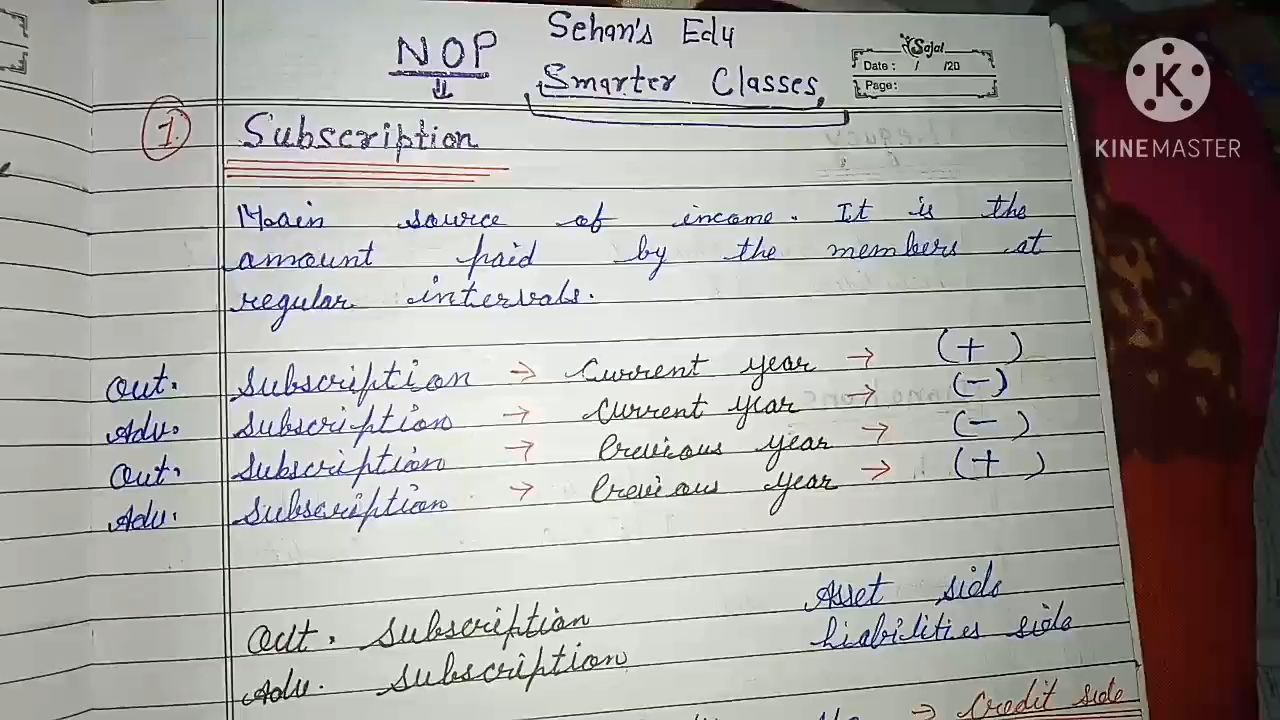 NOP Sehan's Edu
Smarter Classes
Sajal
Date: / /20
Page:
K
KINEMASTER
1 Subscription
Main source of income. It is the
amount paid by the members at
regular intervals.
Out. Subscription → Current year → (+)
Adv. Subscription → Current year → (-)
Out. Subscription → Previous year → (-)
Adv. Subscription → Previous year → (+)
Out. Subscription Asset side
Adv. Subscription Liabilities side
→ Credit side